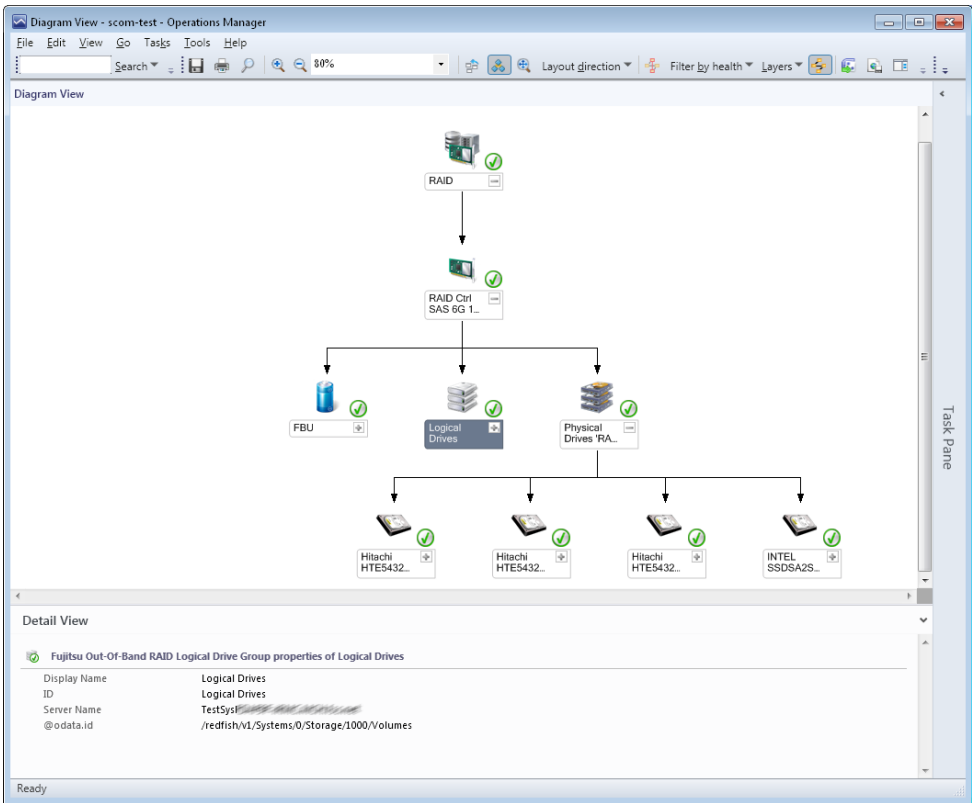 Diagram View - scom-test - Operations Manager
File Edit View Go Tasks Tools Help
Search 80% Layout direction Filter by health Layers
Diagram View
RAID
RAID Ctrl
SAS 6G 1...
FBU
Logical
Drives
Physical
Drives 'RA...
Hitachi
HTE5432...
Hitachi
HTE5432...
Hitachi
HTE5432...
INTEL
SSDSA2S...
Task Pane
Detail View
Fujitsu Out-Of-Band RAID Logical Drive Group properties of Logical Drives
Display Name Logical Drives
ID Logical Drives
Server Name
@odata.id /redfish/v1/Systems/0/Storage/1000/Volumes
Ready